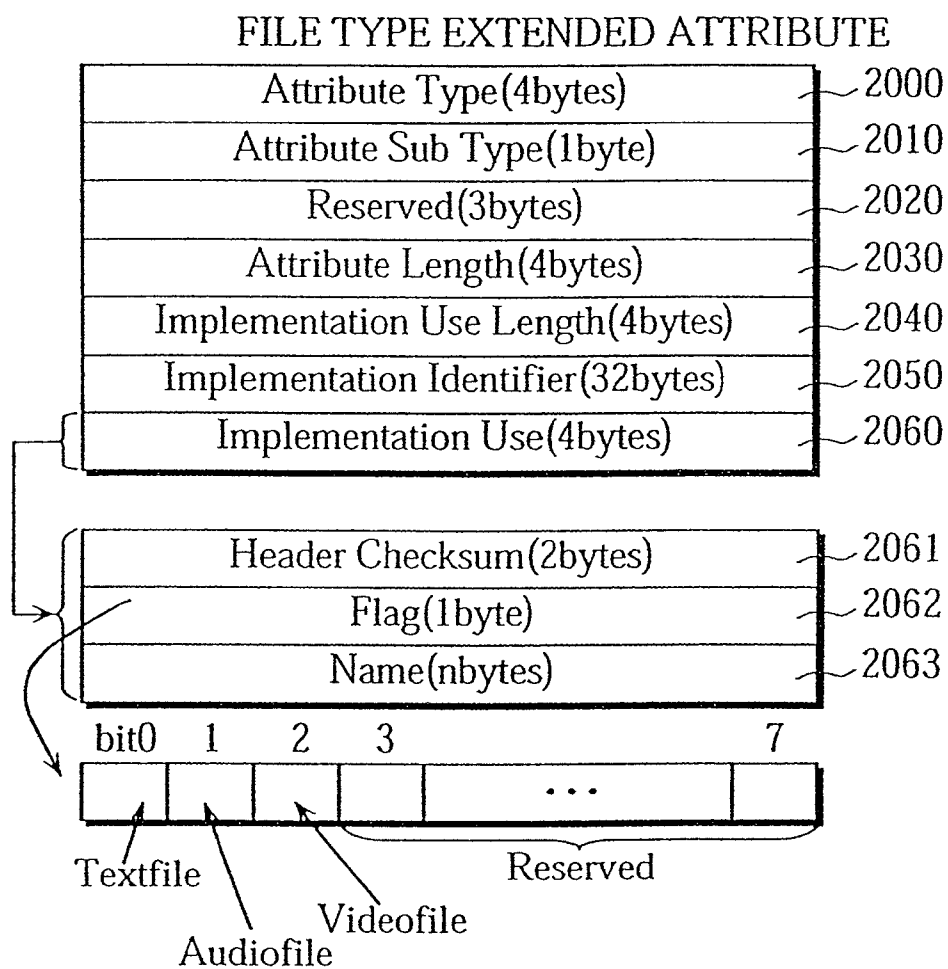 FILE TYPE EXTENDED ATTRIBUTE
Attribute Type(4bytes) 2000
Attribute Sub Type(1byte) 2010
Reserved(3bytes) 2020
Attribute Length(4bytes) 2030
Implementation Use Length(4bytes) 2040
Implementation Identifier(32bytes) 2050
Implementation Use(4bytes) 2060
Header Checksum(2bytes) 2061
Flag(1byte) 2062
Name(nbytes) 2063
bit0 1 2 3 7
...
Textfile Reserved
Videofile
Audiofile